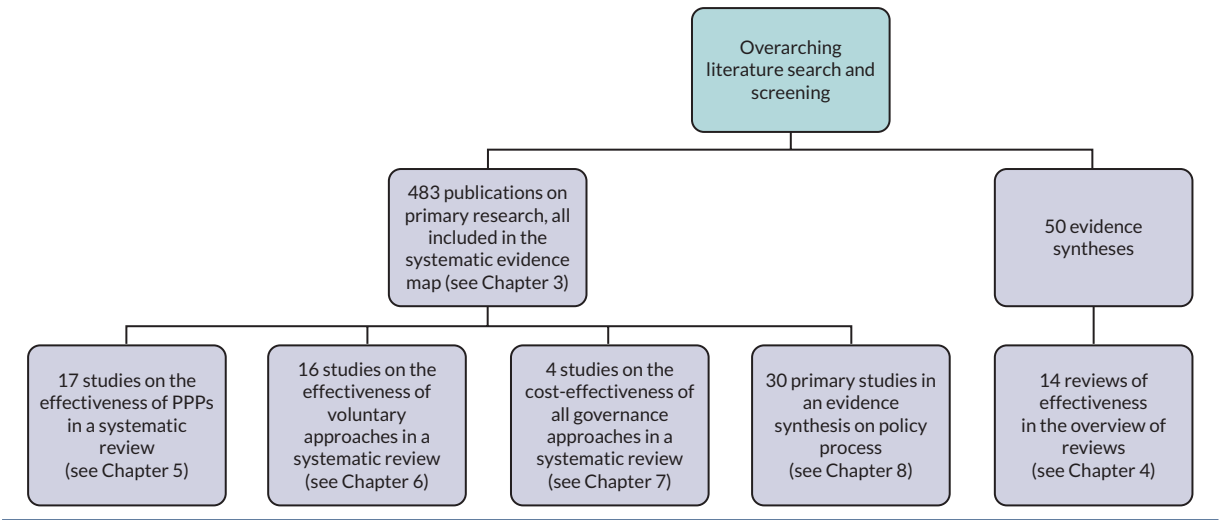 Overarching
literature search and
screening
483 publications on
primary research, all
included in the
systematic evidence
map (see Chapter 3)
50 evidence
syntheses
17 studies on the
effectiveness of PPPs
in a systematic
review
(see Chapter 5)
16 studies on the
effectiveness of
voluntary
approaches in a
systematic review
(see Chapter 6)
4 studies on the
cost-effectiveness of
all governance
approaches in a
systematic review
(see Chapter 7)
30 primary studies in
an evidence
synthesis on policy
process
(see Chapter 8)
14 reviews of
effectiveness
in the overview of
reviews
(see Chapter 4)